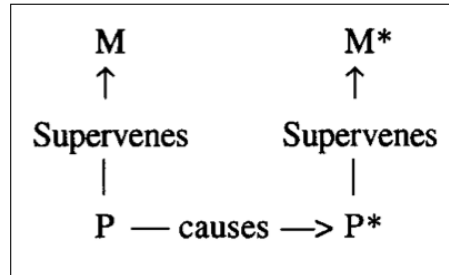 M M*
Supervenes Supervenes
P — causes —> P*